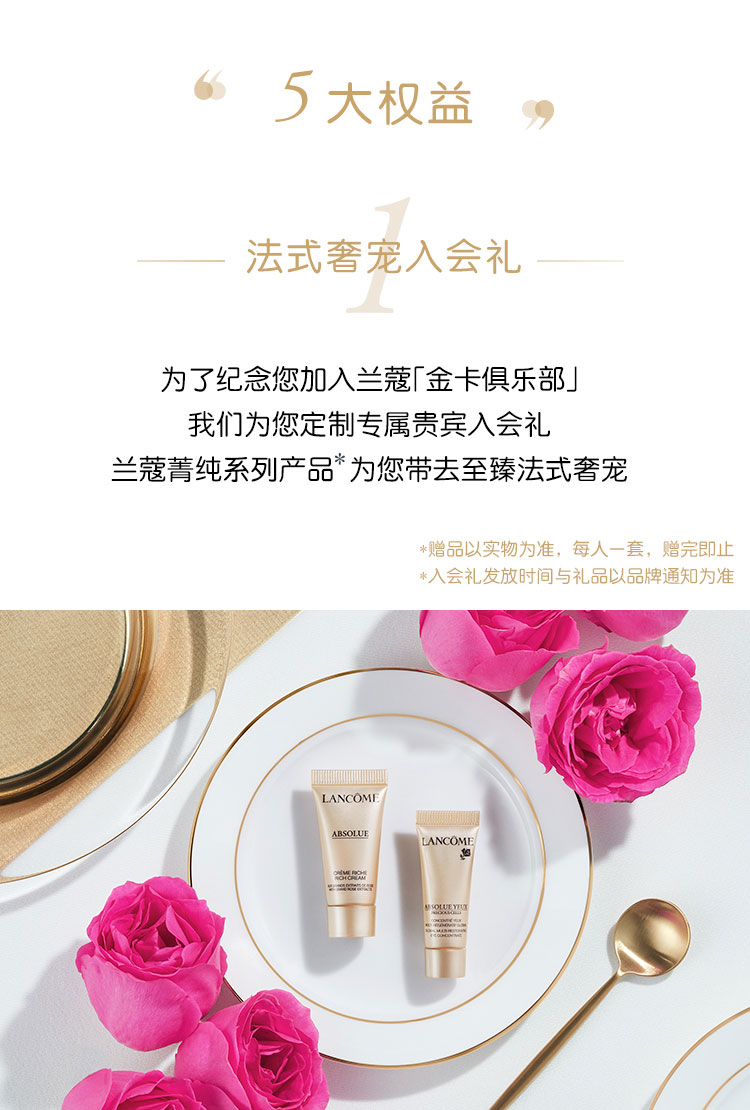 “ 5大权益 ”
1
法式奢宠入会礼
为了纪念您加入兰蔻「金卡俱乐部」
我们为您定制专属贵宾入会礼
兰蔻菁纯系列产品*为您带去至臻法式奢宠
*赠品以实物为准，每人一套，赠完即止
*入会礼发放时间与礼品以品牌通知为准
LANCÔME
ABSOLUE
CRÈME RICHE
RICH CREAM
LANCÔME
ABSOLUE YEUX
PRECIOUS CELLS